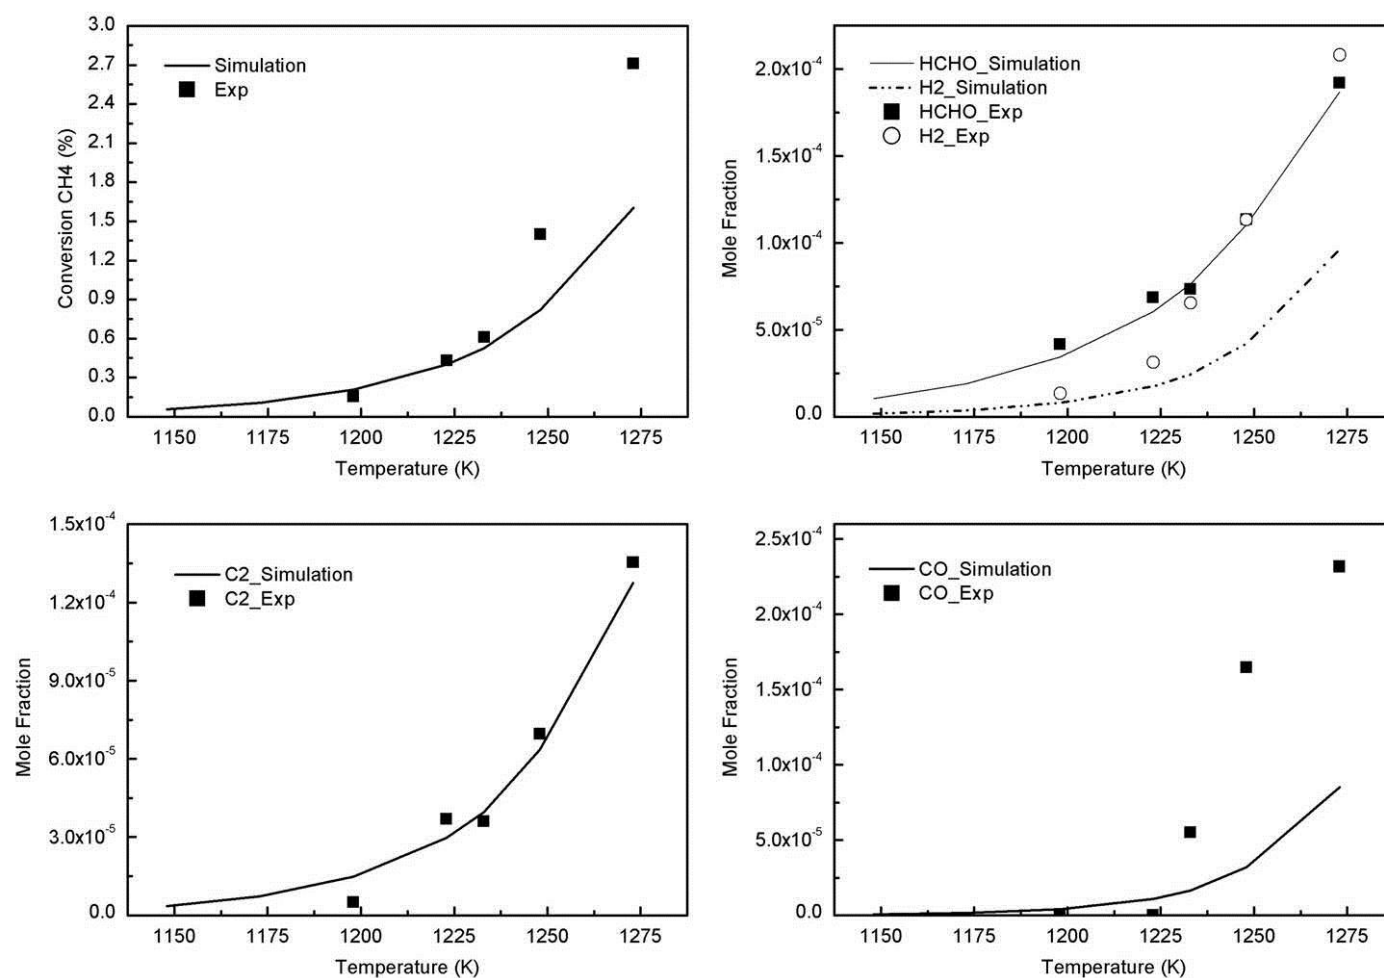 3.0
2.7
2.4
2.1
1.8
1.5
1.2
0.9
0.6
0.3
0.0
Conversion CH4 (%)
Simulation
Exp
1150 1175 1200 1225 1250 1275
Temperature (K)
2.0x10-4
1.5x10-4
1.0x10-4
5.0x10-5
0.0
Mole Fraction
HCHO_Simulation
H2_Simulation
HCHO_Exp
H2_Exp
1150 1175 1200 1225 1250 1275
Temperature (K)
1.5x10-4
1.2x10-4
9.0x10-5
6.0x10-5
3.0x10-5
0.0
Mole Fraction
C2_Simulation
C2_Exp
1150 1175 1200 1225 1250 1275
Temperature (K)
2.5x10-4
2.0x10-4
1.5x10-4
1.0x10-4
5.0x10-5
0.0
Mole Fraction
CO_Simulation
CO_Exp
1150 1175 1200 1225 1250 1275
Temperature (K)